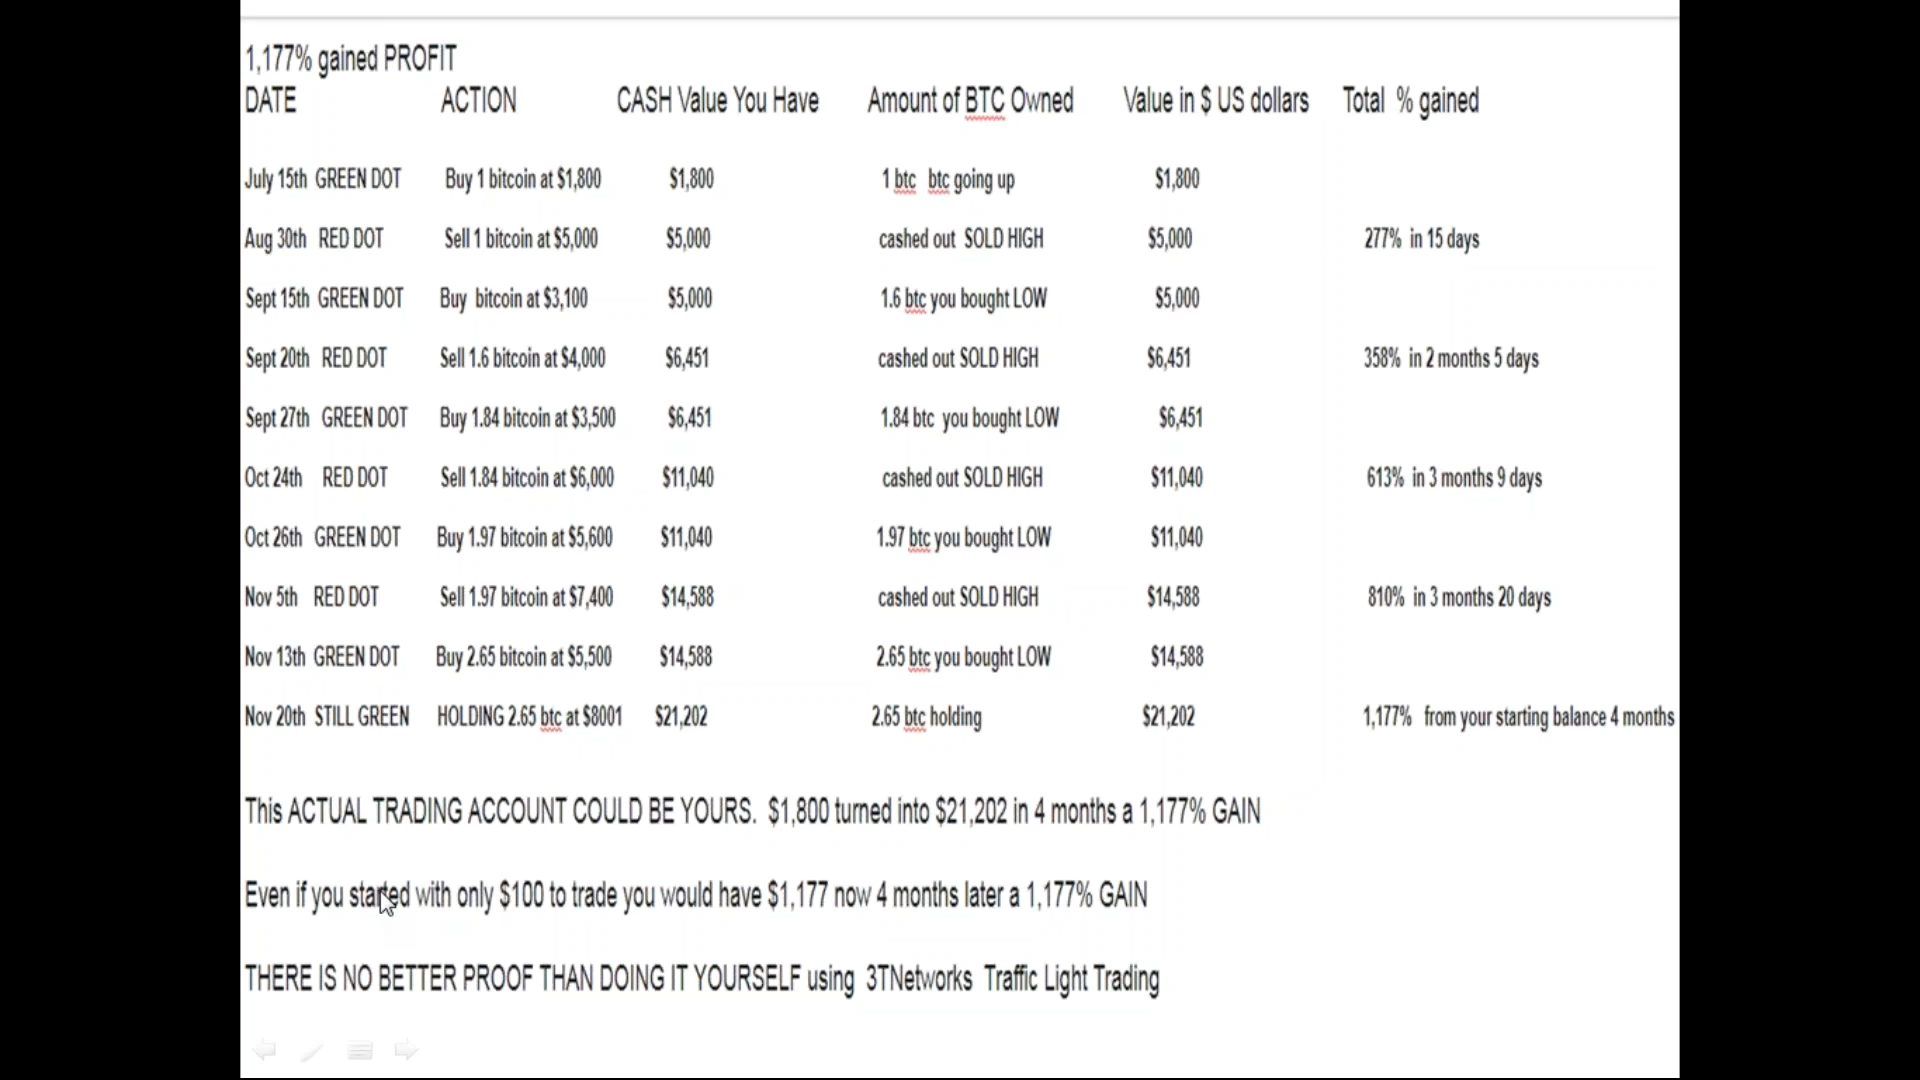 1,177% gained PROFIT
DATE ACTION CASH Value You Have Amount of BTC Owned Value in $ US dollars Total % gained
July 15th GREEN DOT Buy 1 bitcoin at $1,800 $1,800 1 btc btc going up $1,800
Aug 30th RED DOT Sell 1 bitcoin at $5,000 $5,000 cashed out SOLD HIGH $5,000 277% in 15 days
Sept 15th GREEN DOT Buy bitcoin at $3,100 $5,000 1.6 btc you bought LOW $5,000
Sept 20th RED DOT Sell 1.6 bitcoin at $4,000 $6,451 cashed out SOLD HIGH $6,451 358% in 2 months 5 days
Sept 27th GREEN DOT Buy 1.84 bitcoin at $3,500 $6,451 1.84 btc you bought LOW $6,451
Oct 24th RED DOT Sell 1.84 bitcoin at $6,000 $11,040 cashed out SOLD HIGH $11,040 613% in 3 months 9 days
Oct 26th GREEN DOT Buy 1.97 bitcoin at $5,600 $11,040 1.97 btc you bought LOW $11,040
Nov 5th RED DOT Sell 1.97 bitcoin at $7,400 $14,588 cashed out SOLD HIGH $14,588 810% in 3 months 20 days
Nov 13th GREEN DOT Buy 2.65 bitcoin at $5,500 $14,588 2.65 btc you bought LOW $14,588
Nov 20th STILL GREEN HOLDING 2.65 btc at $8001 $21,202 2.65 btc holding $21,202 1,177% from your starting balance 4 months
This ACTUAL TRADING ACCOUNT COULD BE YOURS. $1,800 turned into $21,202 in 4 months a 1,177% GAIN
Even if you started with only $100 to trade you would have $1,177 now 4 months later a 1,177% GAIN
THERE IS NO BETTER PROOF THAN DOING IT YOURSELF using 3TNetworks Traffic Light Trading